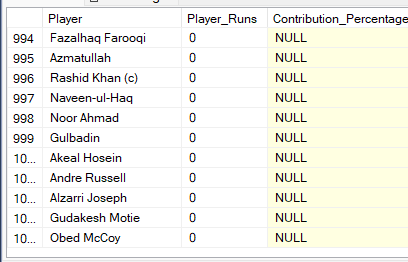 Player Player_Runs Contribution_Percentage
994 Fazalhaq Farooqi 0 NULL
995 Azmatullah 0 NULL
996 Rashid Khan (c) 0 NULL
997 Naveen-ul-Haq 0 NULL
998 Noor Ahmad 0 NULL
999 Gulbadin 0 NULL
10... Akeal Hosein 0 NULL
10... Andre Russell 0 NULL
10... Alzarri Joseph 0 NULL
10... Gudakesh Motie 0 NULL
10... Obed McCoy 0 NULL